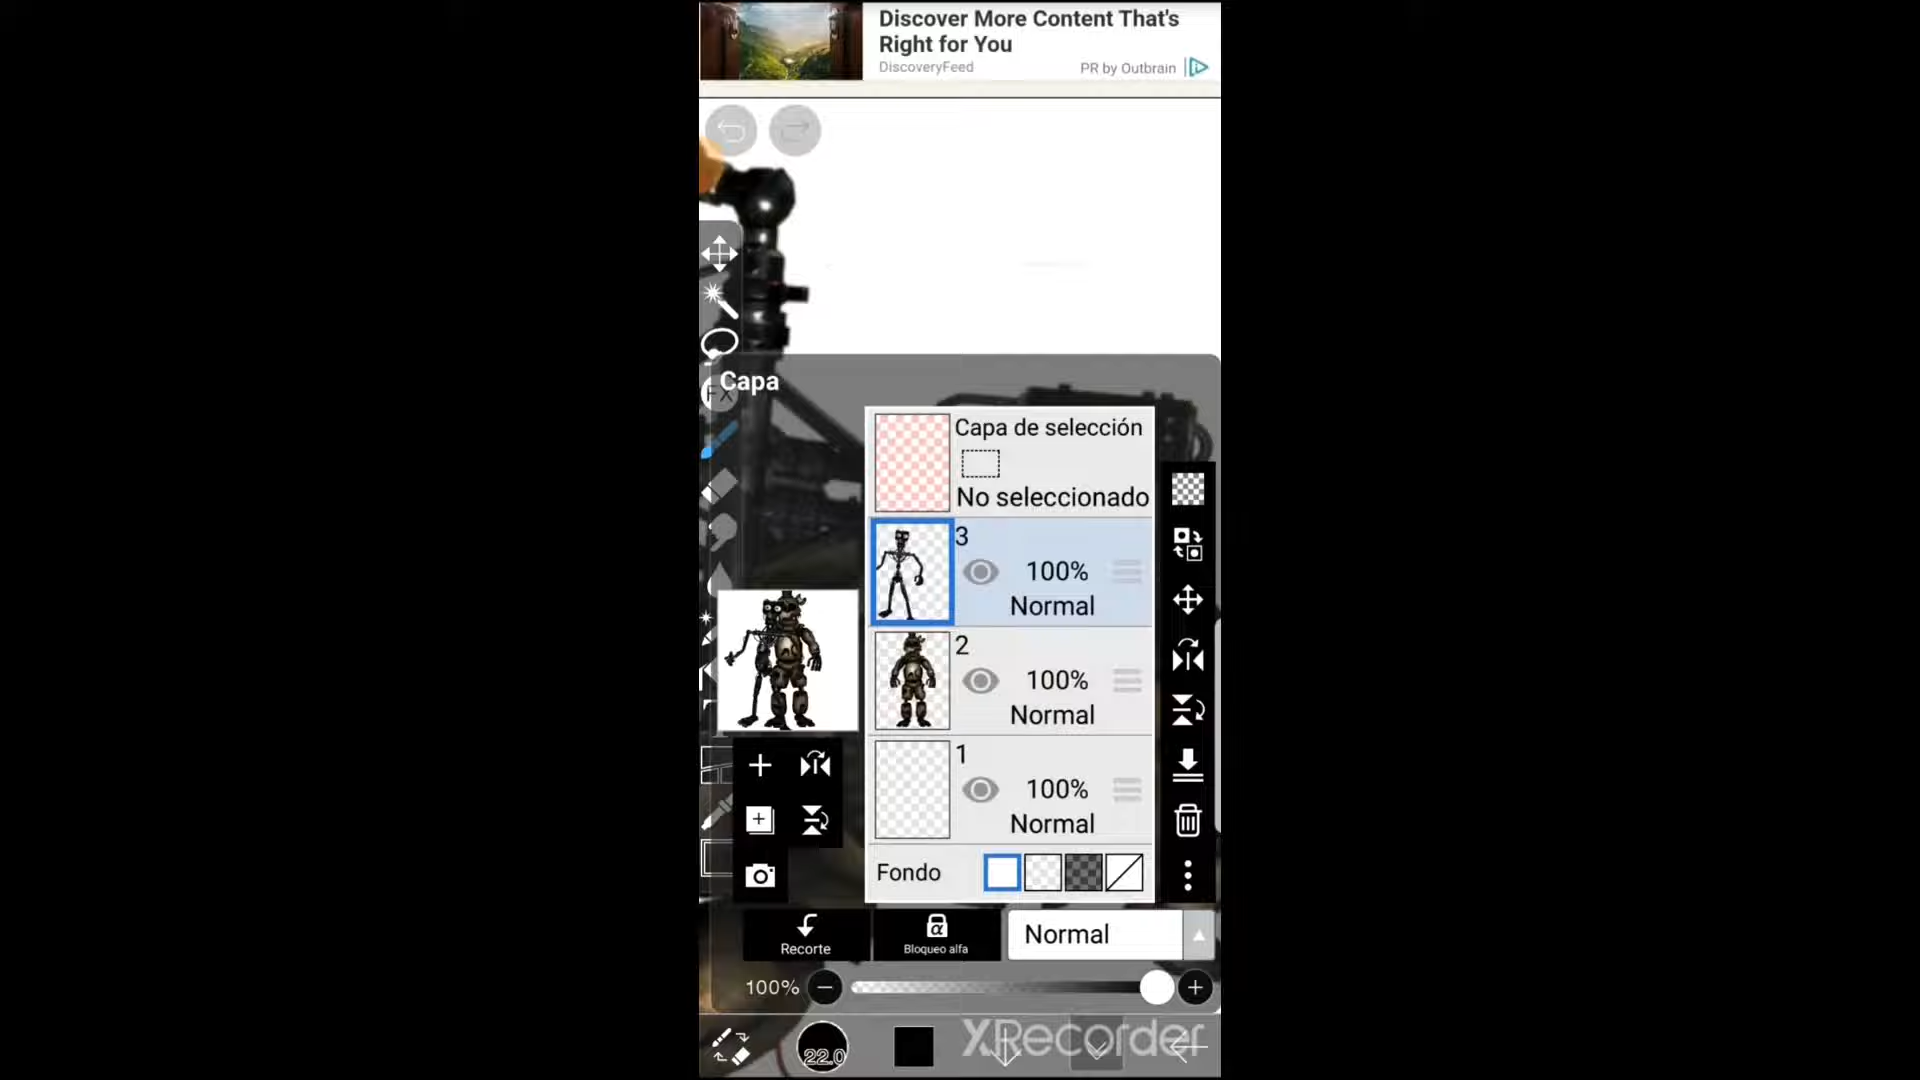 Discover More Content That's
Right for You
DiscoveryFeed
PR by Outbrain
FX
Capa
Capa de selección
No seleccionado
3
100%
Normal
2
100%
Normal
1
100%
Normal
Fondo
Recorte
α
Bloqueo alfa
Normal
100%
22.0
XRecorder